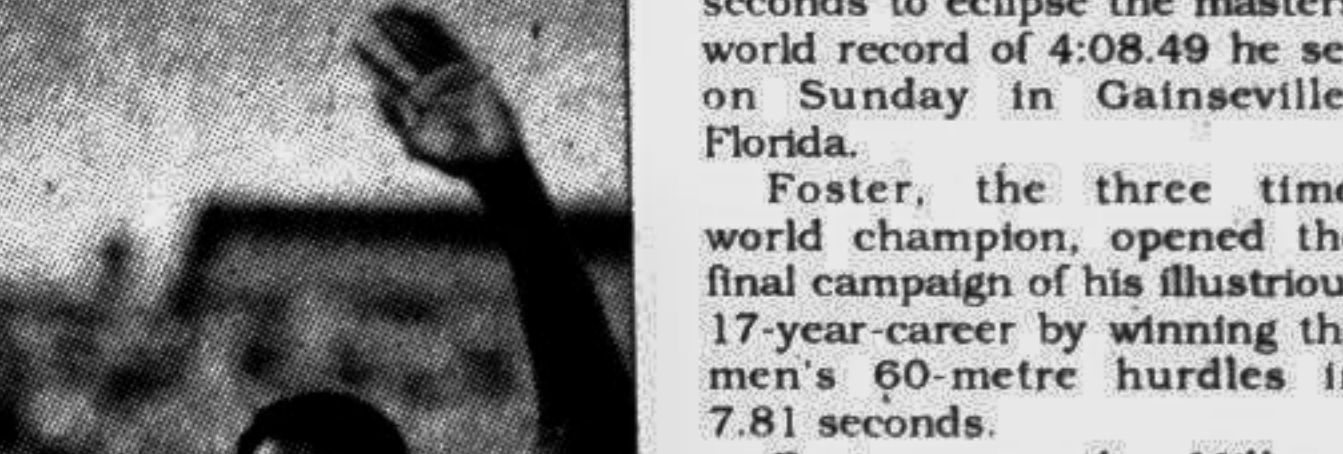 seconds to eclipse the masters
world record of 4:08.49 he se
on Sunday in Gainseville
Florida.
Foster, the three time
world champion, opened th
final campaign of his illustriou
17-year-career by winning th
men's 60-metre hurdles i
7.81 seconds.